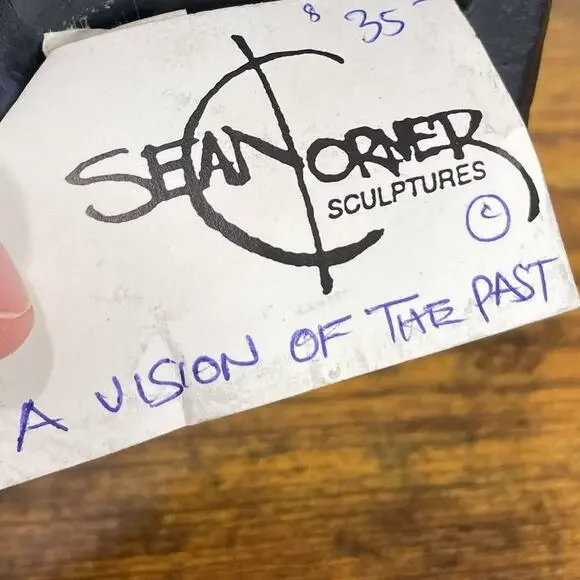 $ 35-
SEAN CORNER
SCULPTURES
©
A VISION OF THE PAST